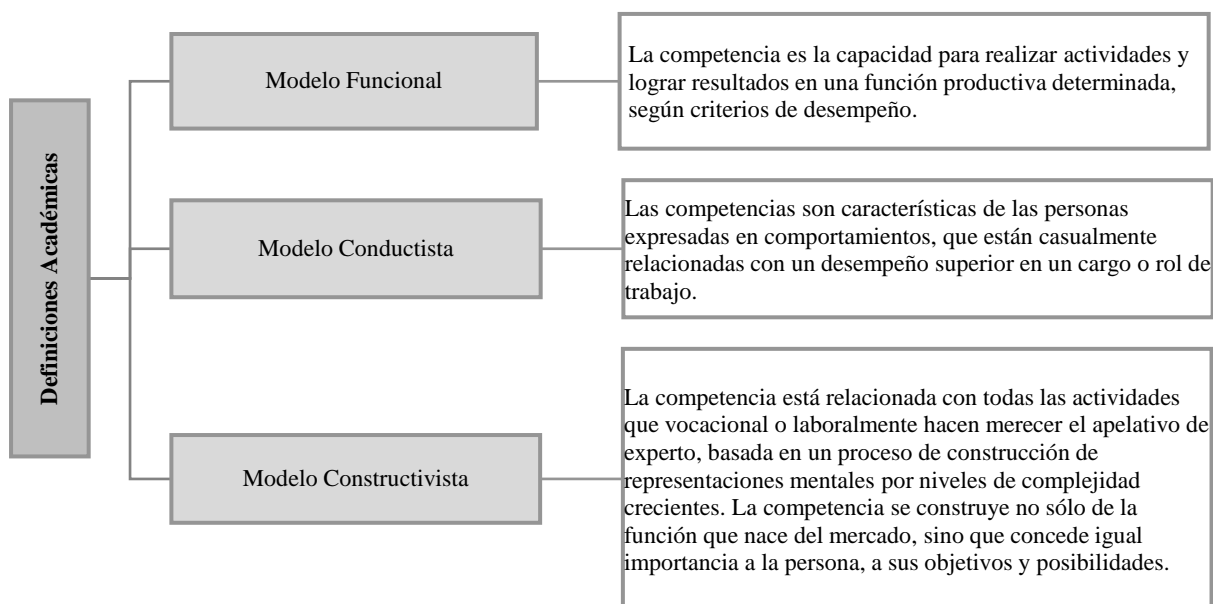 Definiciones Académicas
Modelo Funcional
La competencia es la capacidad para realizar actividades y
lograr resultados en una función productiva determinada,
según criterios de desempeño.
Modelo Conductista
Las competencias son características de las personas
expresadas en comportamientos, que están casualmente
relacionadas con un desempeño superior en un cargo o rol de
trabajo.
Modelo Constructivista
La competencia está relacionada con todas las actividades
que vocacional o laboralmente hacen merecer el apelativo de
experto, basada en un proceso de construcción de
representaciones mentales por niveles de complejidad
crecientes. La competencia se construye no sólo de la
función que nace del mercado, sino que concede igual
importancia a la persona, a sus objetivos y posibilidades.